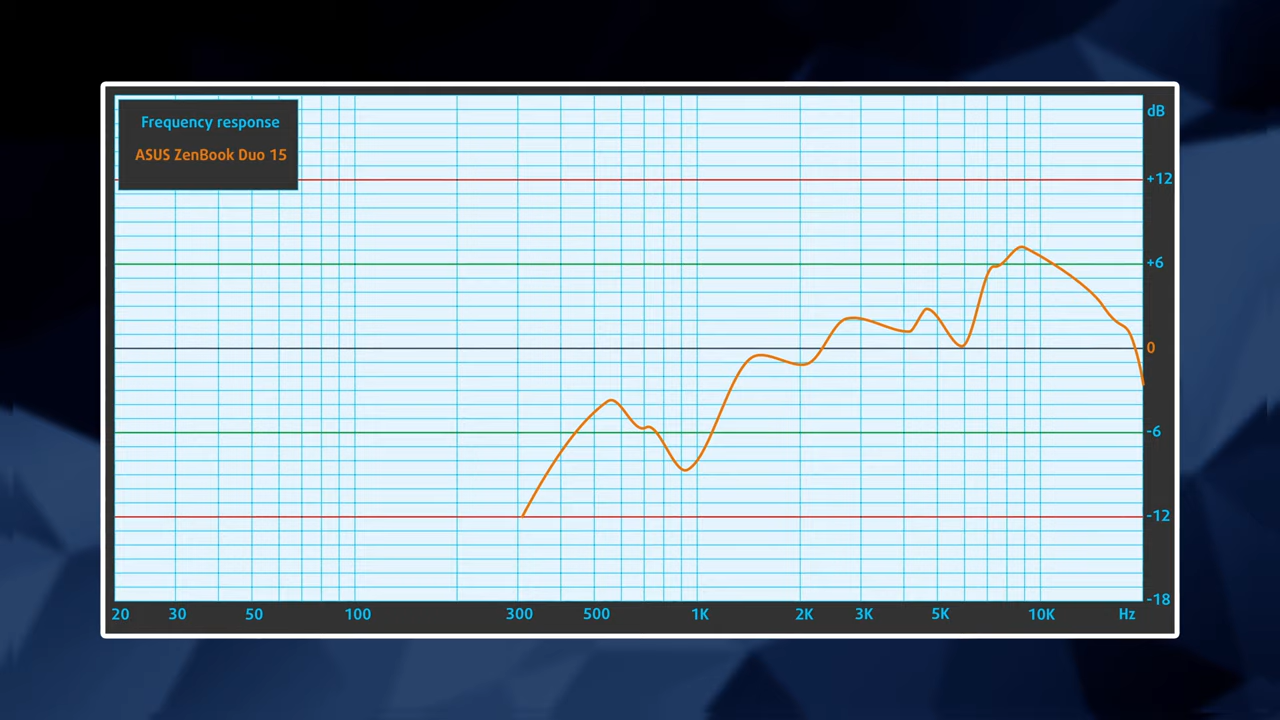 Frequency response
ASUS ZenBook Duo 15
dB
+12
+6
0
-6
-12
-18
20 30 50 100 300 500 1K 2K 3K 5K 10K Hz